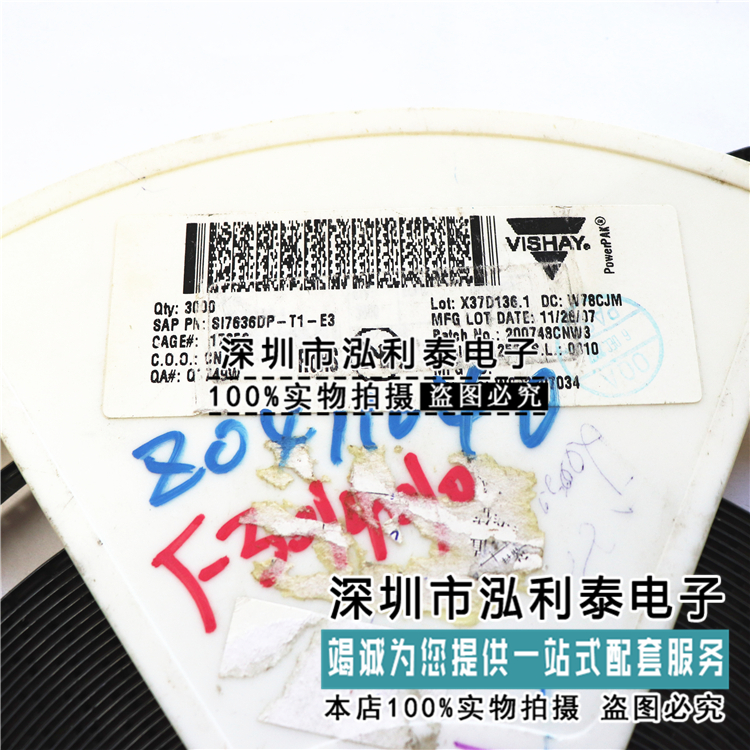 VISHAY®
PowerPAK®
Qty: 3000
SAP PN: SI7636DP-T1-E3
CAGE#:
C.O.O.: CN
QA#:
Lot: X37D136.1 DC: W78CJM
MFG LOT DATE: 11/26/07
Batch No.: 200748CNW3
S.L.: 0010
7034
深圳市泓利泰电子
100%实物拍摄 盗图必究
深圳市泓利泰电子
竭诚为您提供一站式配套服务
本店100%实物拍摄 盗图必究